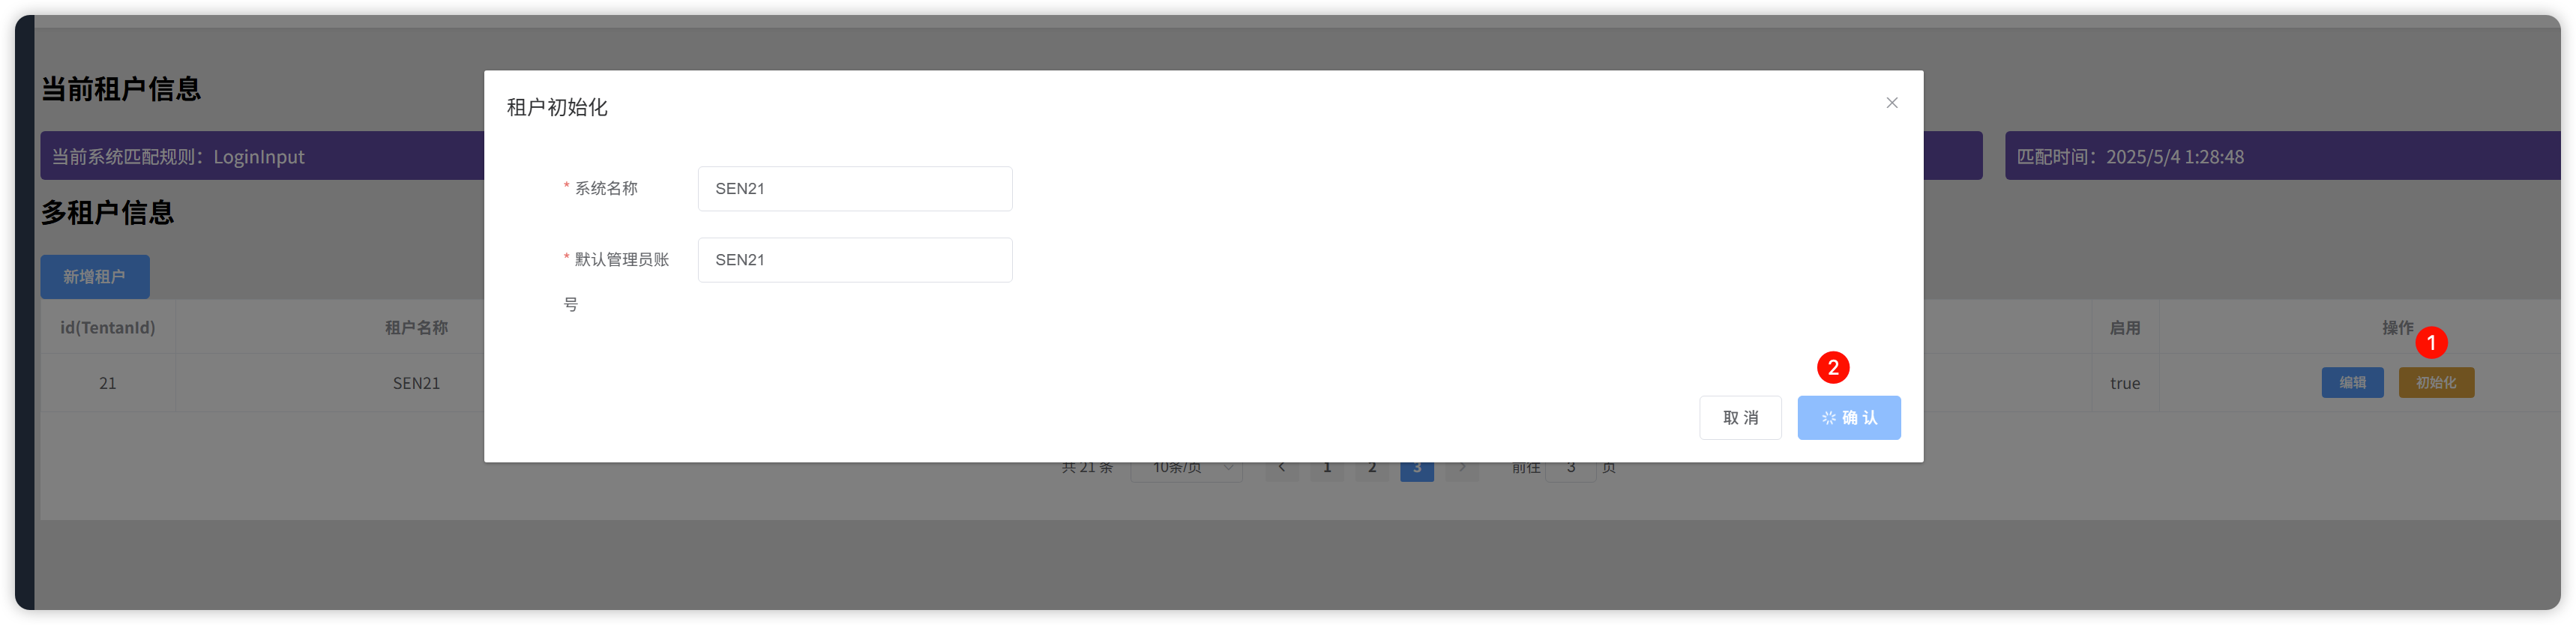 当前租户信息
当前系统匹配规则：LoginInput
匹配时间：2025/5/4 1:28:48
多租户信息
新增租户
id(TentanId) 租户名称 启用 操作
21 SEN21 true 编辑 初始化
共 21 条 10条/页 1 2 3 前往 3 页
租户初始化
* 系统名称 SEN21
* 默认管理员账号 SEN21
取 消 确 认
1
2